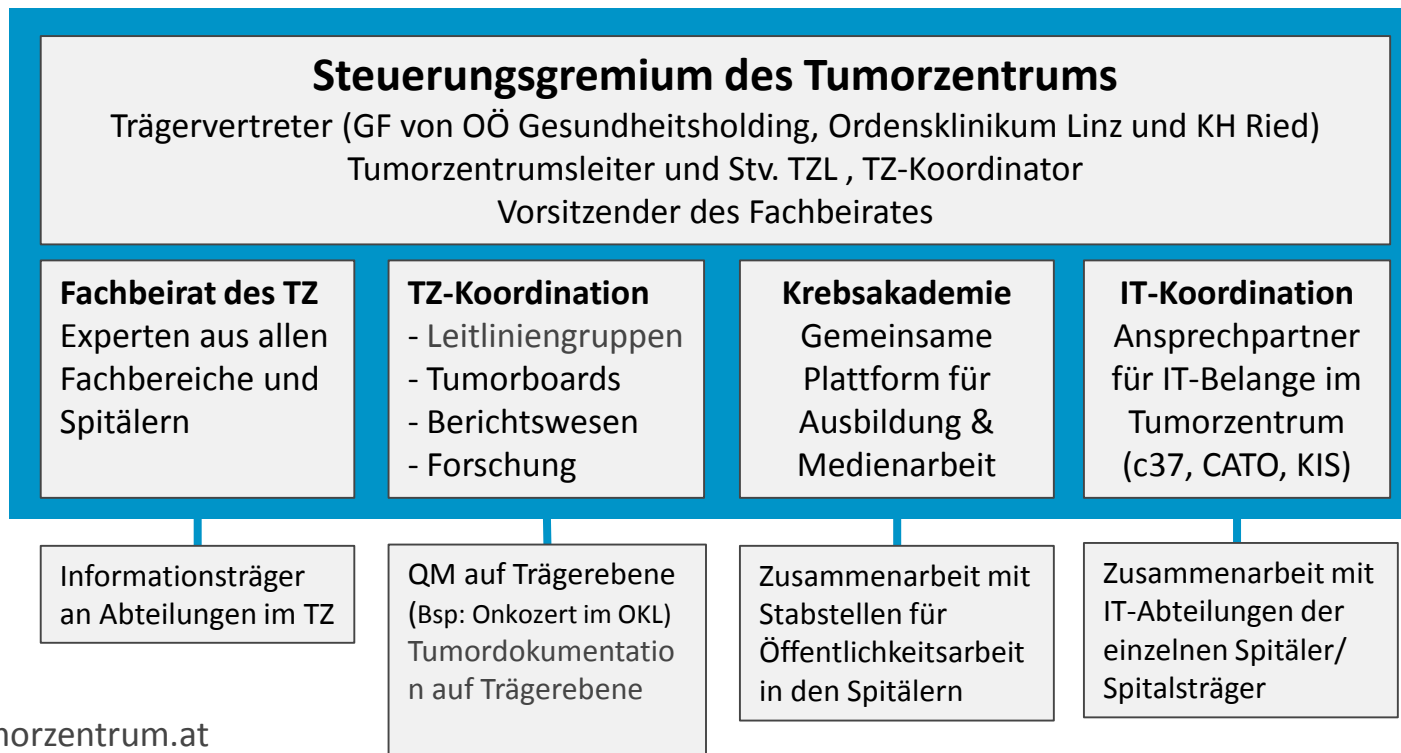 Steuerungsgremium des Tumorzentrums
Trägervertreter (GF von OÖ Gesundheitsholding, Ordensklinikum Linz und KH Ried)
Tumorzentrumsleiter und Stv. TZL , TZ-Koordinator
Vorsitzender des Fachbeirates
Fachbeirat des TZ
Experten aus allen
Fachbereiche und
Spitälern
TZ-Koordination
- Leitliniengruppen
- Tumorboards
- Berichtswesen
- Forschung
Krebsakademie
Gemeinsame
Plattform für
Ausbildung &
Medienarbeit
IT-Koordination
Ansprechpartner
für IT-Belange im
Tumorzentrum
(c37, CATO, KIS)
Informationsträger
an Abteilungen im TZ
QM auf Trägerebene
(Bsp: Onkozert im OKL)
Tumordokumentatio
n auf Trägerebene
Zusammenarbeit mit
Stabstellen für
Öffentlichkeitsarbeit
in den Spitälern
Zusammenarbeit mit
IT-Abteilungen der
einzelnen Spitäler/
Spitalsträger
morzentrum.at